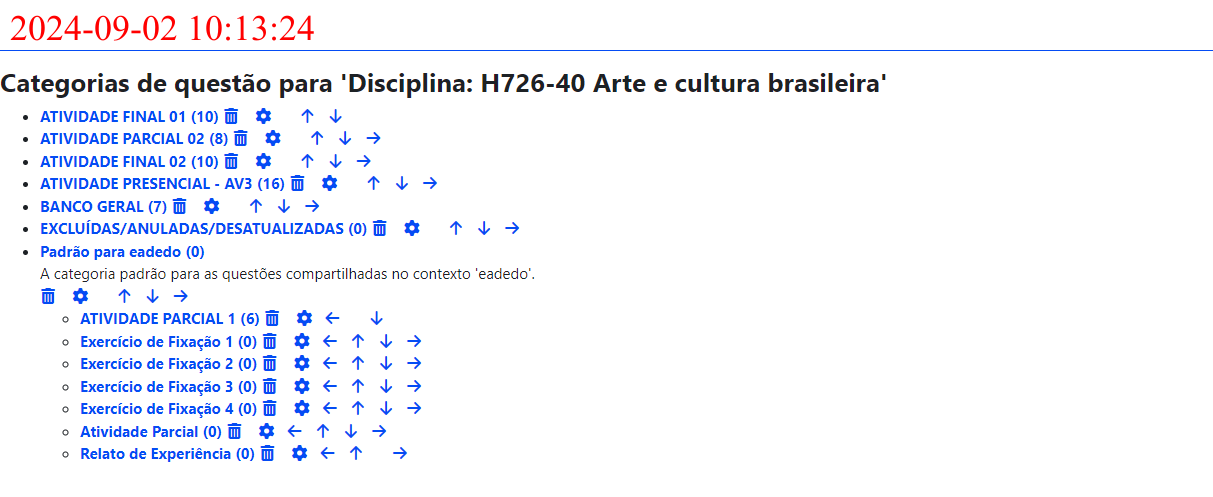 2024-09-02 10:13:24
Categorias de questão para 'Disciplina: H726-40 Arte e cultura brasileira'
ATIVIDADE FINAL 01 (10)
ATIVIDADE PARCIAL 02 (8)
ATIVIDADE FINAL 02 (10)
ATIVIDADE PRESENCIAL - AV3 (16)
BANCO GERAL (7)
EXCLUÍDAS/ANULADAS/DESATUALIZADAS (0)
Padrão para eadedo (0)
A categoria padrão para as questões compartilhadas no contexto 'eadedo'.
ATIVIDADE PARCIAL 1 (6)
Exercício de Fixação 1 (0)
Exercício de Fixação 2 (0)
Exercício de Fixação 3 (0)
Exercício de Fixação 4 (0)
Atividade Parcial (0)
Relato de Experiência (0)